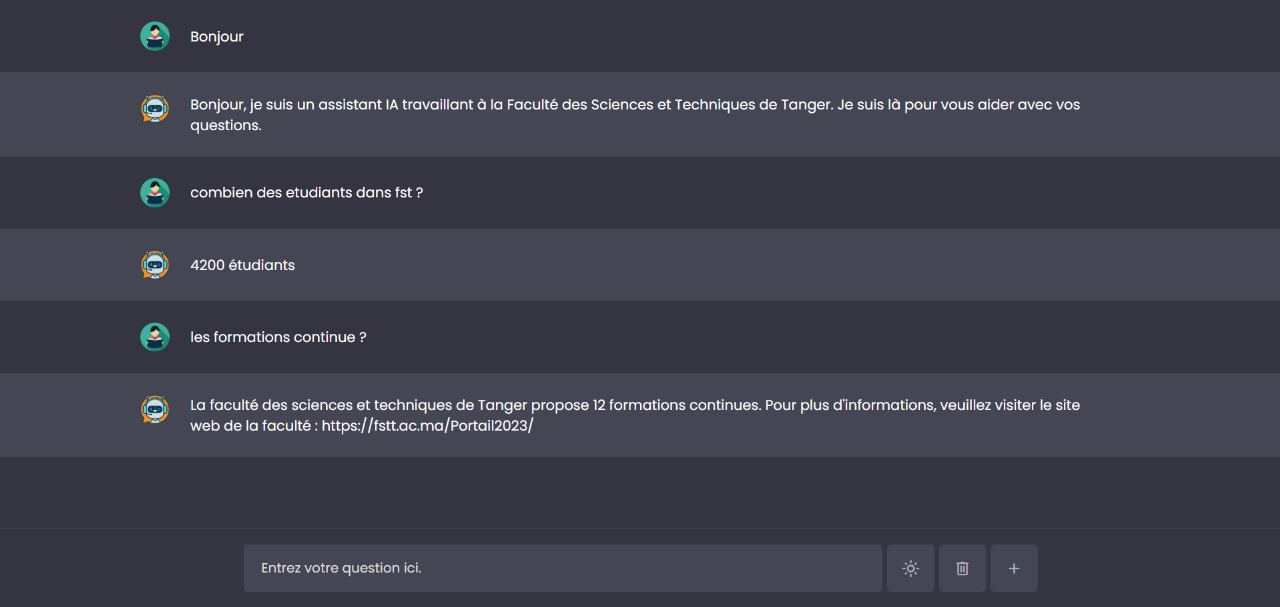 Bonjour
Bonjour, je suis un assistant IA travaillant à la Faculté des Sciences et Techniques de Tanger. Je suis là pour vous aider avec vos
questions.
combien des etudiants dans fst ?
4200 étudiants
les formations continue ?
La faculté des sciences et techniques de Tanger propose 12 formations continues. Pour plus d'informations, veuillez visiter le site
web de la faculté : https://fstt.ac.ma/Portail2023/
Entrez votre question ici.